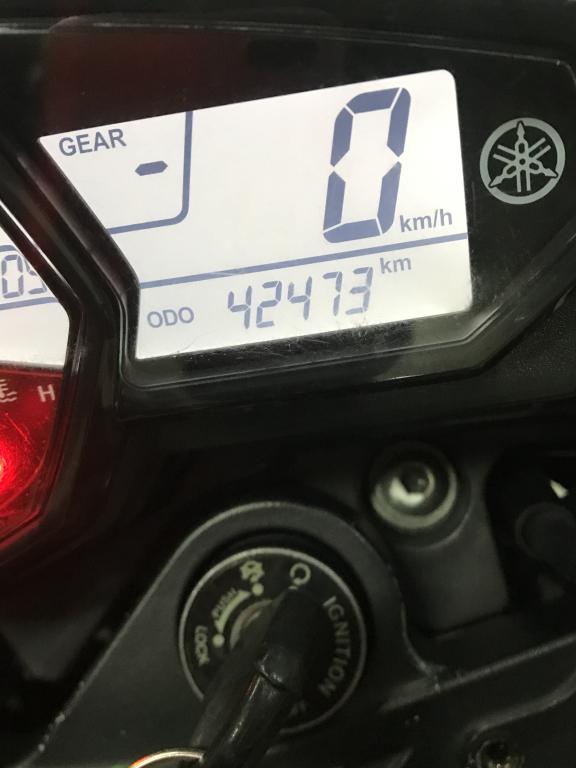 GEAR - 0 km/h
ODO 42473 km
H
IGNITION
PUSH
LOCK